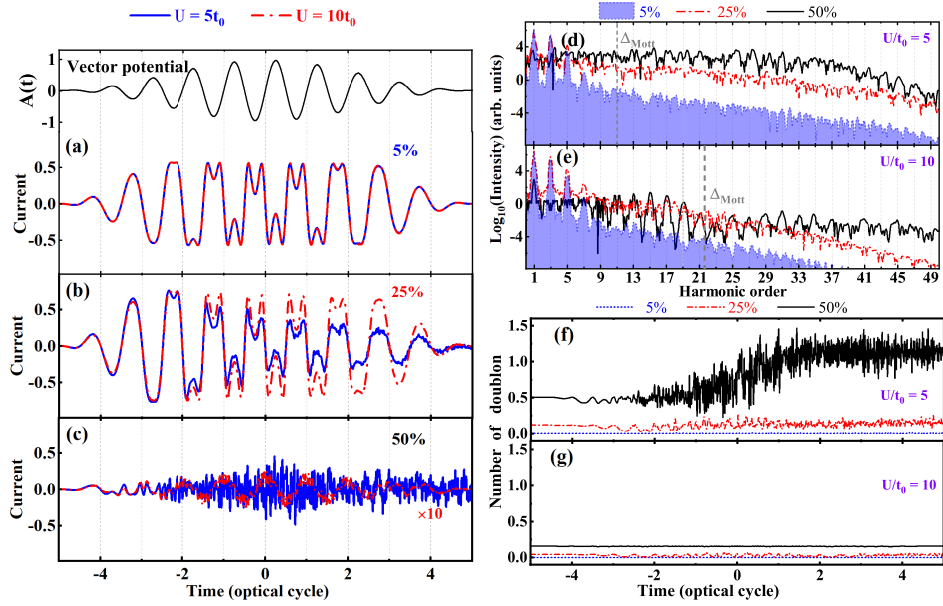 U = 5t₀ U = 10t₀
Vector potential
A(t)
1
0
-1
(a)
5%
Current
0.5
0.0
-0.5
(b)
25%
Current
0.5
0.0
-0.5
(c)
50%
Current
0.5
0.0
-0.5
×10
-4 -2 0 2 4
Time (optical cycle)
5% 25% 50%
(d)
Δ_Mott
U/t₀ = 5
4
0
-4
(e)
U/t₀ = 10
Δ_Mott
4
0
-4
Log₁₀(Intensity) (arb. units)
1 5 9 13 17 21 25 29 33 37 41 45 49
Harmonic order
5% 25% 50%
(f)
U/t₀ = 5
1.5
1.0
0.5
0.0
(g)
U/t₀ = 10
1.5
1.0
0.5
0.0
Number of doublon
-4 -2 0 2 4
Time (optical cycle)